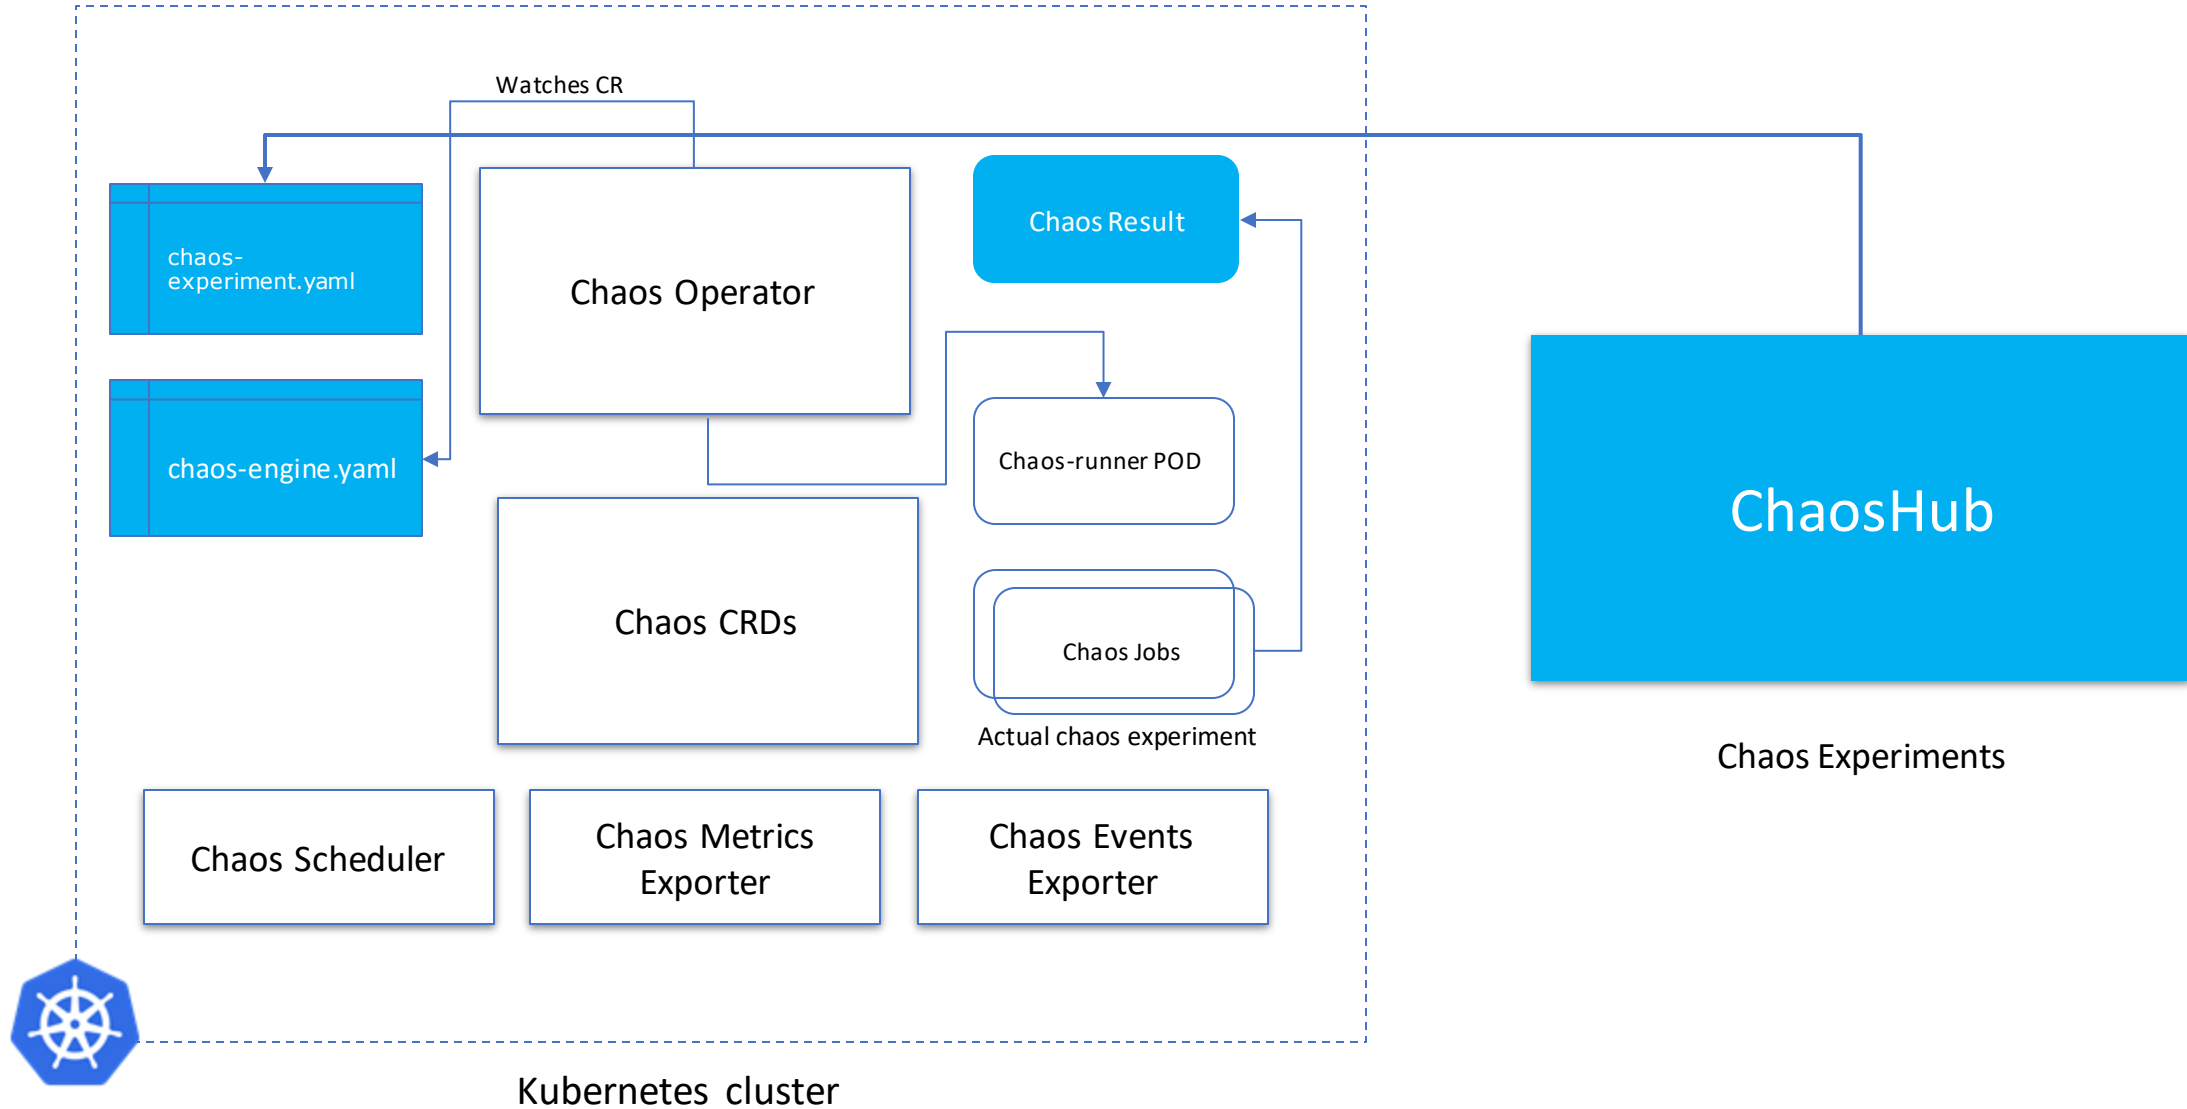 Watches CR
chaos-
experiment.yaml
Chaos Operator
Chaos Result
chaos-engine.yaml
Chaos-runner POD
ChaosHub
Chaos CRDs
Chaos Jobs
Actual chaos experiment
Chaos Experiments
Chaos Scheduler
Chaos Metrics
Exporter
Chaos Events
Exporter
Kubernetes cluster